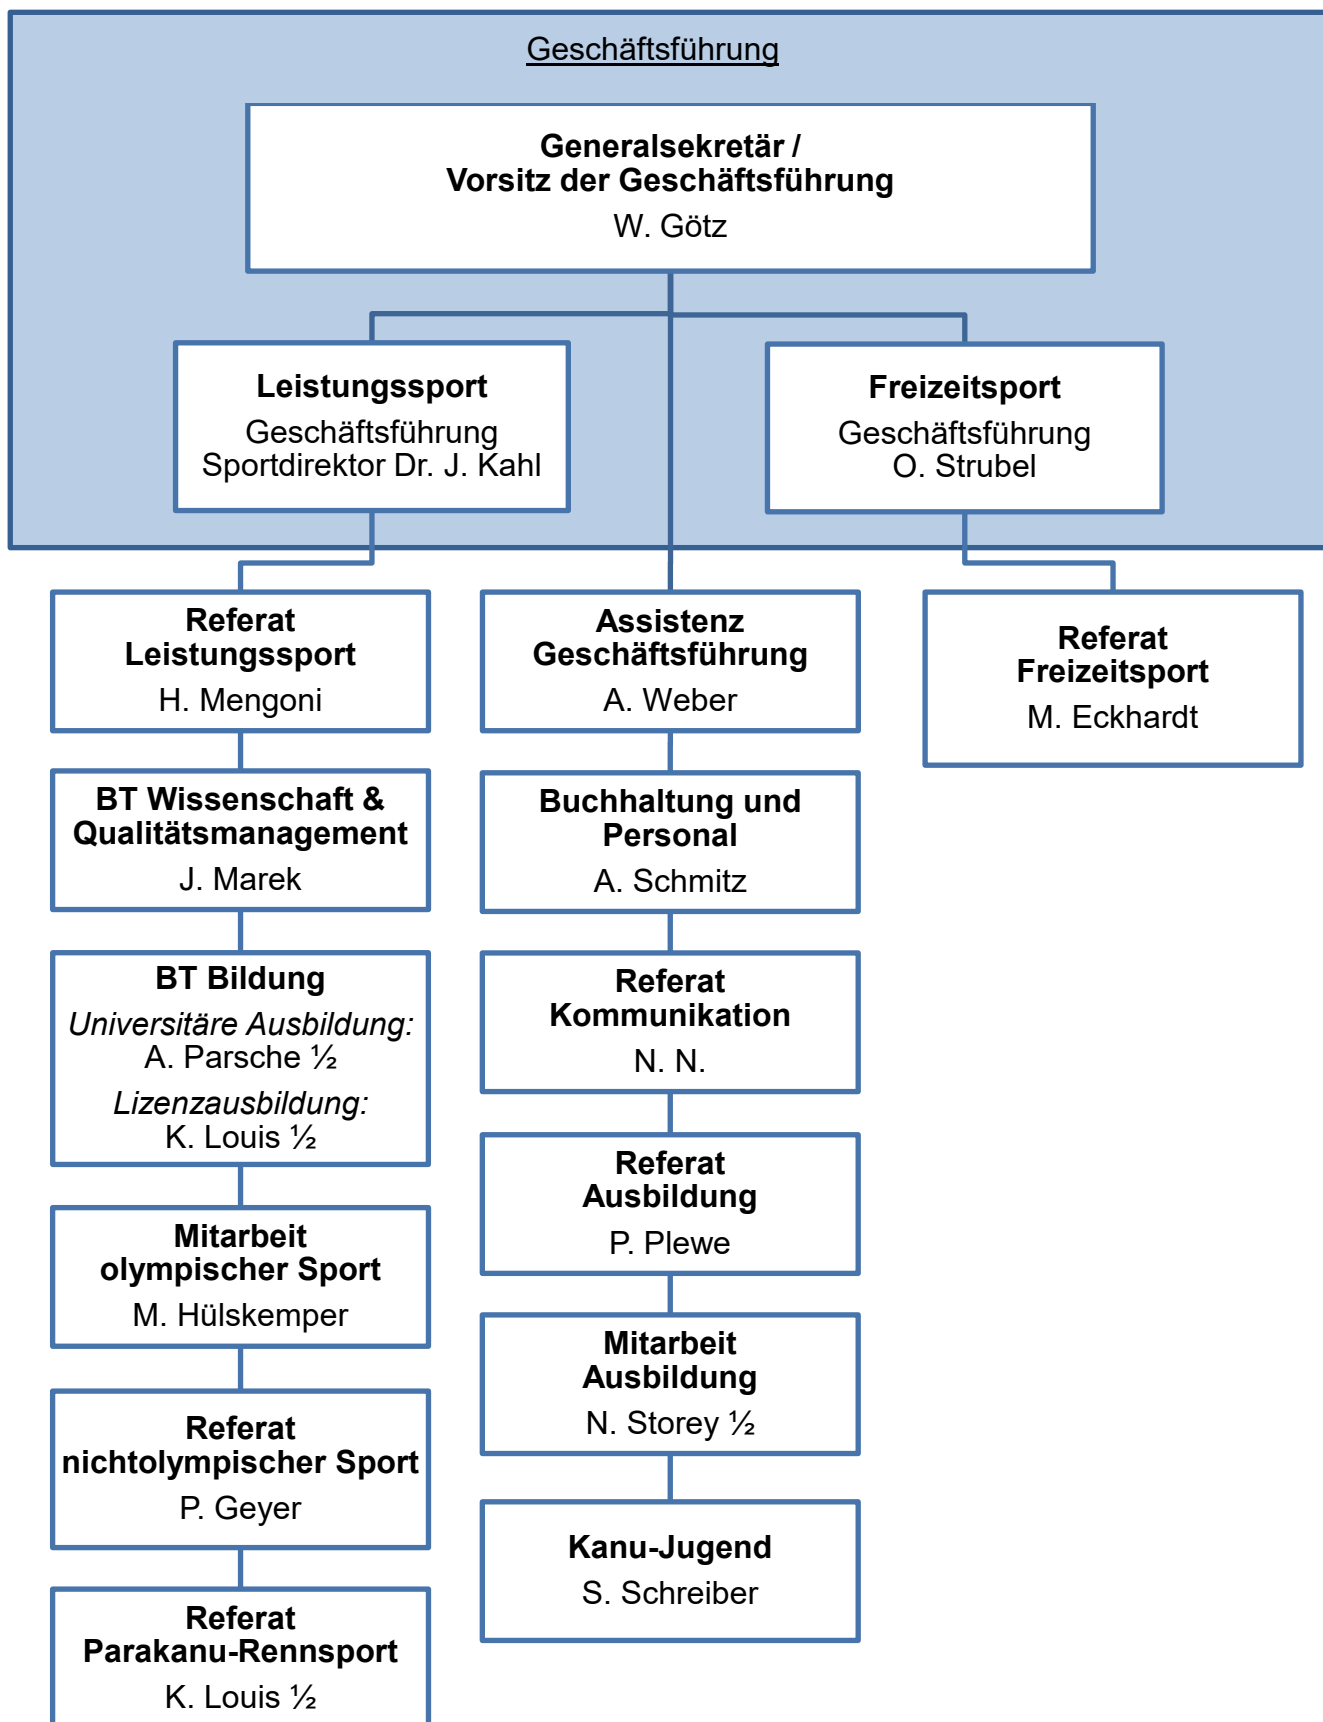 Geschäftsführung
Generalsekretär /
Vorsitz der Geschäftsführung
W. Götz
Leistungssport
Geschäftsführung
Sportdirektor Dr. J. Kahl
Freizeitsport
Geschäftsführung
O. Strubel
Referat
Leistungssport
H. Mengoni
BT Wissenschaft &
Qualitätsmanagement
J. Marek
BT Bildung
Universitäre Ausbildung:
A. Parsche ½
Lizenzausbildung:
K. Louis ½
Mitarbeit
olympischer Sport
M. Hülskemper
Referat
nichtolympischer Sport
P. Geyer
Referat
Parakanu-Rennsport
K. Louis ½
Assistenz
Geschäftsführung
A. Weber
Buchhaltung und
Personal
A. Schmitz
Referat
Kommunikation
N. N.
Referat
Ausbildung
P. Plewe
Mitarbeit
Ausbildung
N. Storey ½
Kanu-Jugend
S. Schreiber
Referat
Freizeitsport
M. Eckhardt